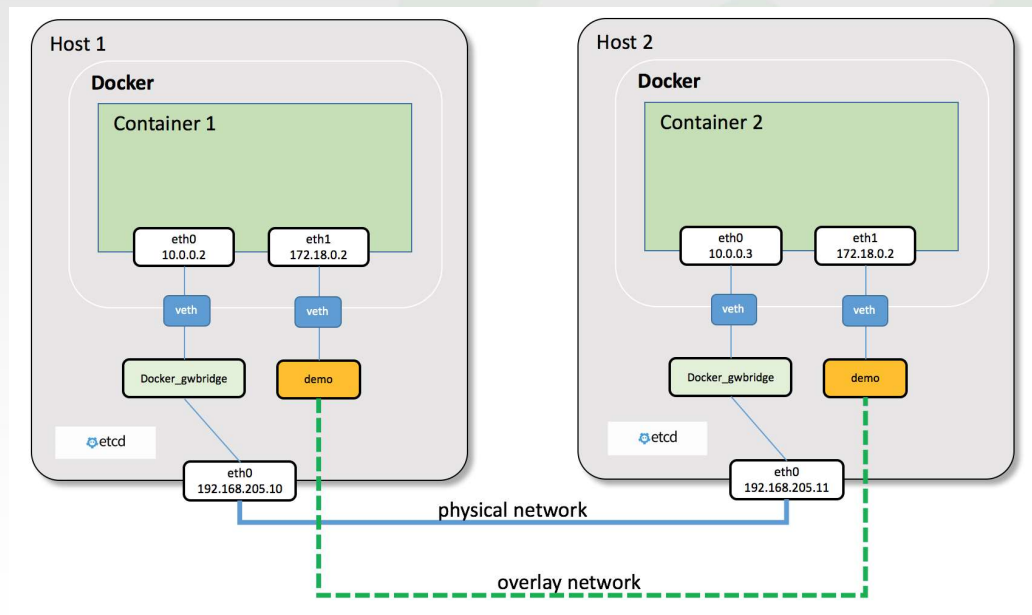 Host 1
Docker
Container 1
eth0
10.0.0.2
eth1
172.18.0.2
veth
veth
Docker_gwbridge
demo
etcd
eth0
192.168.205.10
Host 2
Docker
Container 2
eth0
10.0.0.3
eth1
172.18.0.2
veth
veth
Docker_gwbridge
demo
etcd
eth0
192.168.205.11
physical network
overlay network